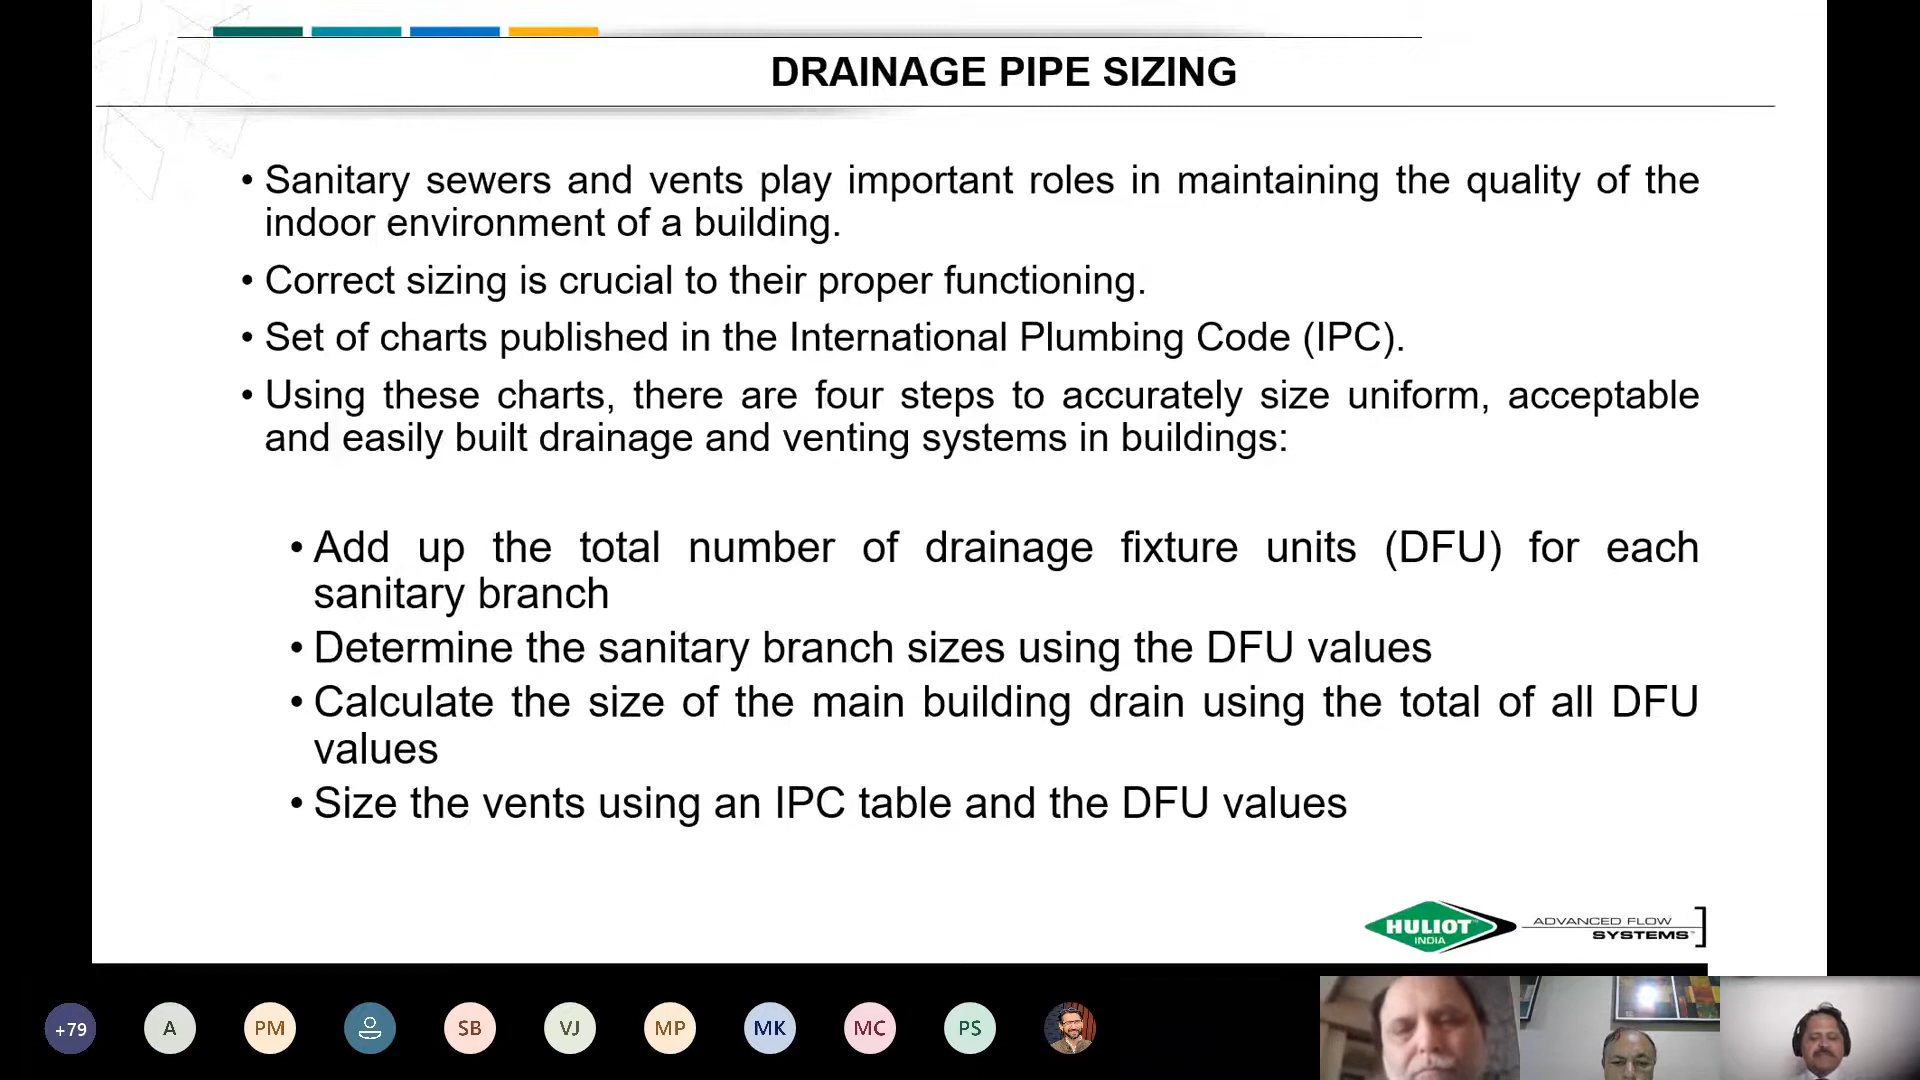 DRAINAGE PIPE SIZING
• Sanitary sewers and vents play important roles in maintaining the quality of the
indoor environment of a building.
• Correct sizing is crucial to their proper functioning.
• Set of charts published in the International Plumbing Code (IPC).
• Using these charts, there are four steps to accurately size uniform, acceptable
and easily built drainage and venting systems in buildings:
• Add up the total number of drainage fixture units (DFU) for each
sanitary branch
• Determine the sanitary branch sizes using the DFU values
• Calculate the size of the main building drain using the total of all DFU
values
• Size the vents using an IPC table and the DFU values
HULIOT™
INDIA
ADVANCED FLOW
SYSTEMS™
+79
A
PM
SB
VJ
MP
MK
MC
PS